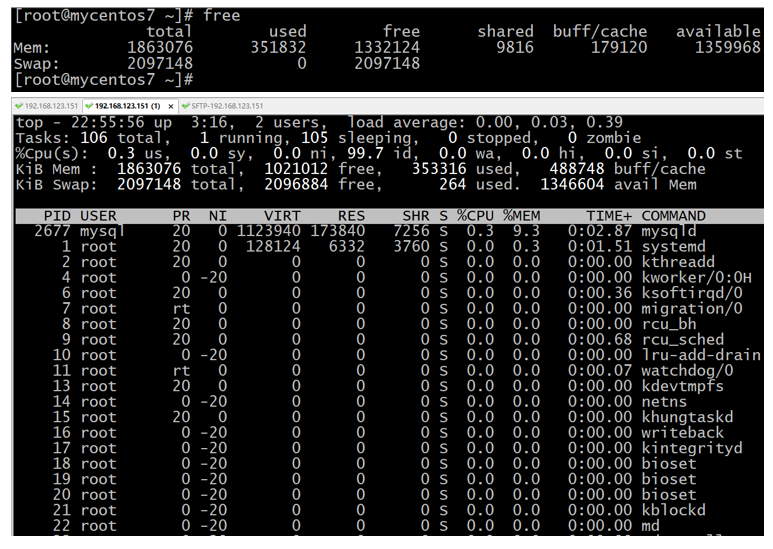 [root@mycentos7 ~]# free
total used free shared buff/cache available
Mem: 1863076 351832 1332124 9816 179120 1359968
Swap: 2097148 0 2097148
[root@mycentos7 ~]#
192.168.123.151 192.168.123.151 (1) × SFTP-192.168.123.151
top - 22:55:56 up 3:16, 2 users, load average: 0.00, 0.03, 0.39
Tasks: 106 total, 1 running, 105 sleeping, 0 stopped, 0 zombie
%Cpu(s): 0.3 us, 0.0 sy, 0.0 ni, 99.7 id, 0.0 wa, 0.0 hi, 0.0 si, 0.0 st
KiB Mem : 1863076 total, 1021012 free, 353316 used, 488748 buff/cache
KiB Swap: 2097148 total, 2096884 free, 264 used. 1346604 avail Mem
PID USER PR NI VIRT RES SHR S %CPU %MEM TIME+ COMMAND
2677 mysql 20 0 1123940 173840 7256 S 0.3 9.3 0:02.87 mysqld
1 root 20 0 128124 6332 3760 S 0.0 0.3 0:01.51 systemd
2 root 20 0 0 0 0 S 0.0 0.0 0:00.00 kthreadd
4 root 0 -20 0 0 0 S 0.0 0.0 0:00.00 kworker/0:0H
6 root 20 0 0 0 0 S 0.0 0.0 0:00.36 ksoftirqd/0
7 root rt 0 0 0 0 S 0.0 0.0 0:00.00 migration/0
8 root 20 0 0 0 0 S 0.0 0.0 0:00.00 rcu_bh
9 root 20 0 0 0 0 S 0.0 0.0 0:00.68 rcu_sched
10 root 0 -20 0 0 0 S 0.0 0.0 0:00.00 lru-add-drain
11 root rt 0 0 0 0 S 0.0 0.0 0:00.07 watchdog/0
13 root 20 0 0 0 0 S 0.0 0.0 0:00.00 kdevtmpfs
14 root 0 -20 0 0 0 S 0.0 0.0 0:00.00 netns
15 root 20 0 0 0 0 S 0.0 0.0 0:00.00 khungtaskd
16 root 0 -20 0 0 0 S 0.0 0.0 0:00.00 writeback
17 root 0 -20 0 0 0 S 0.0 0.0 0:00.00 kintegrityd
18 root 0 -20 0 0 0 S 0.0 0.0 0:00.00 bioset
19 root 0 -20 0 0 0 S 0.0 0.0 0:00.00 bioset
20 root 0 -20 0 0 0 S 0.0 0.0 0:00.00 bioset
21 root 0 -20 0 0 0 S 0.0 0.0 0:00.00 kblockd
22 root 0 -20 0 0 0 S 0.0 0.0 0:00.00 md